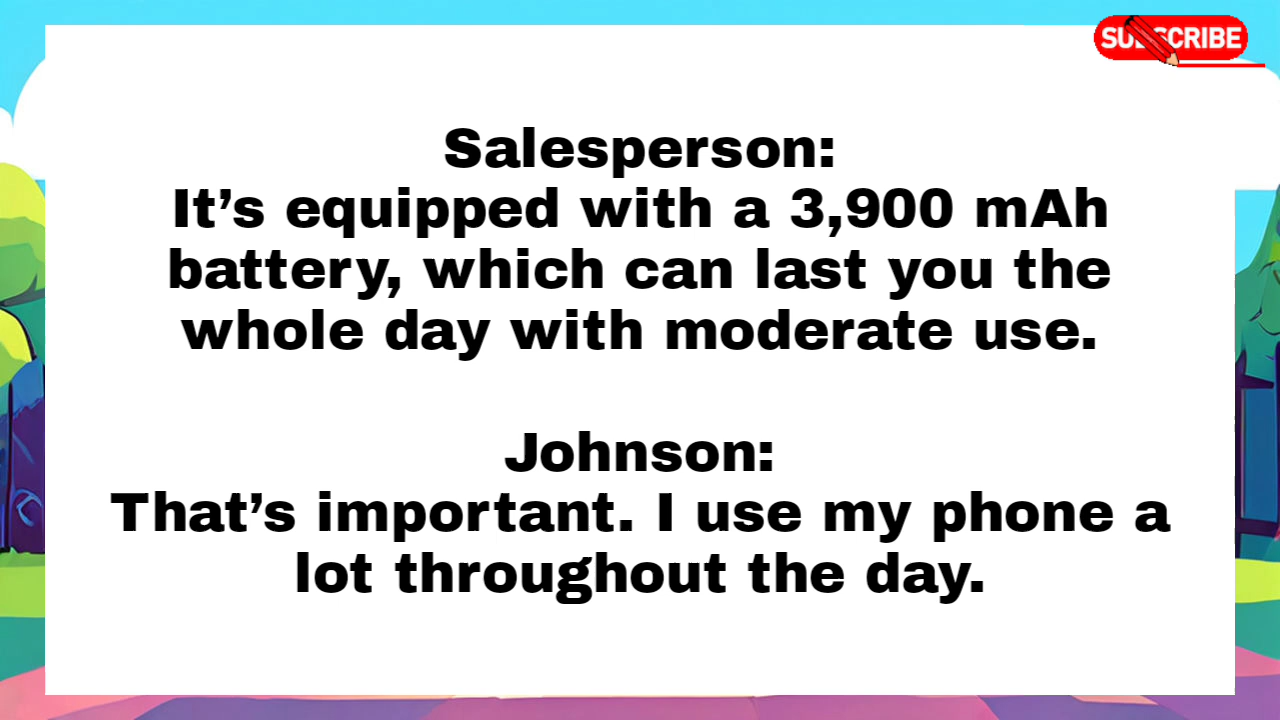 SUBSCRIBE
Salesperson:
It’s equipped with a 3,900 mAh
battery, which can last you the
whole day with moderate use.
Johnson:
That’s important. I use my phone a
lot throughout the day.